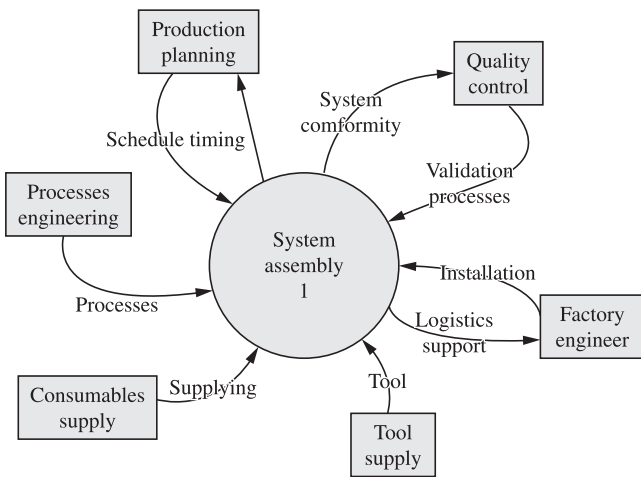 Production
planning
Quality
control
System
comformity
Schedule timing
Validation
processes
Processes
engineering
System
assembly
1
Installation
Processes
Logistics
support
Factory
engineer
Consumables
supply
Supplying
Tool
Tool
supply